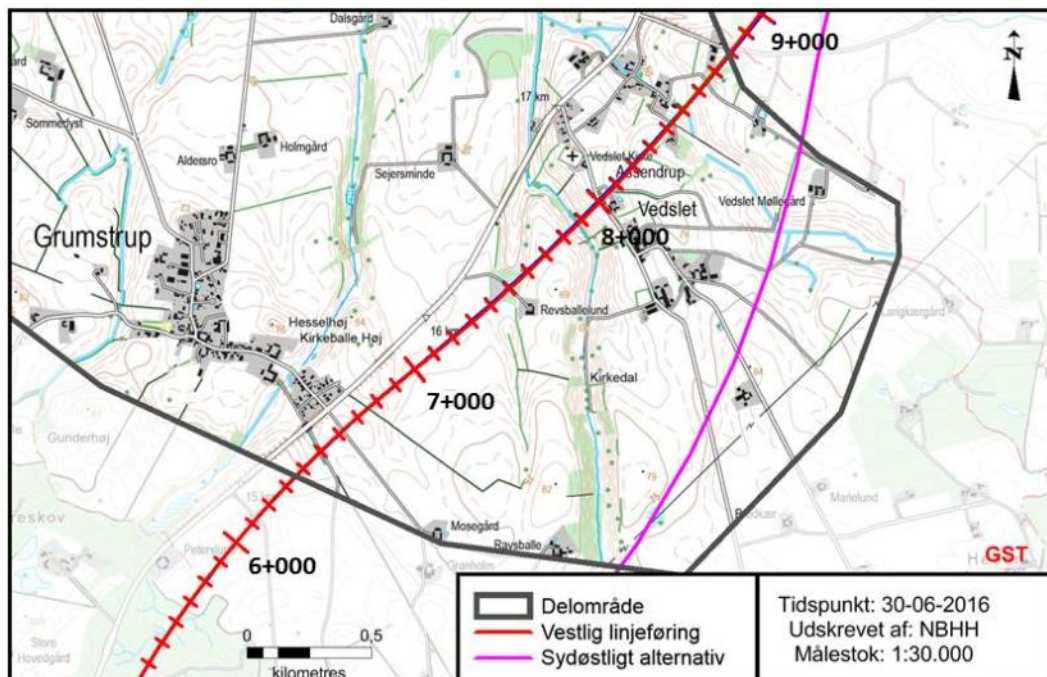 Dalsgård
9+000
N
17 km
Sommerlyst
Holmgård
Aldersro
Sejersminde
Vedslet Kirke
Assendrup
Vedslet Møllegård
Vedslet
Grumstrup
8+000
Revsballelund
Langkærgård
Hesselhøj
Kirkeballe Høj
16 km
Kirkedal
7+000
Gunderhøj
Marielund
Mosegård
Ravsballe
Granholm
GST
6+000
Store
Hovedgård
0 0,5
kilometres
Delområde
Vestlig linjeføring
Sydøstligt alternativ
Tidspunkt: 30-06-2016
Udskrevet af: NBHH
Målestok: 1:30.000